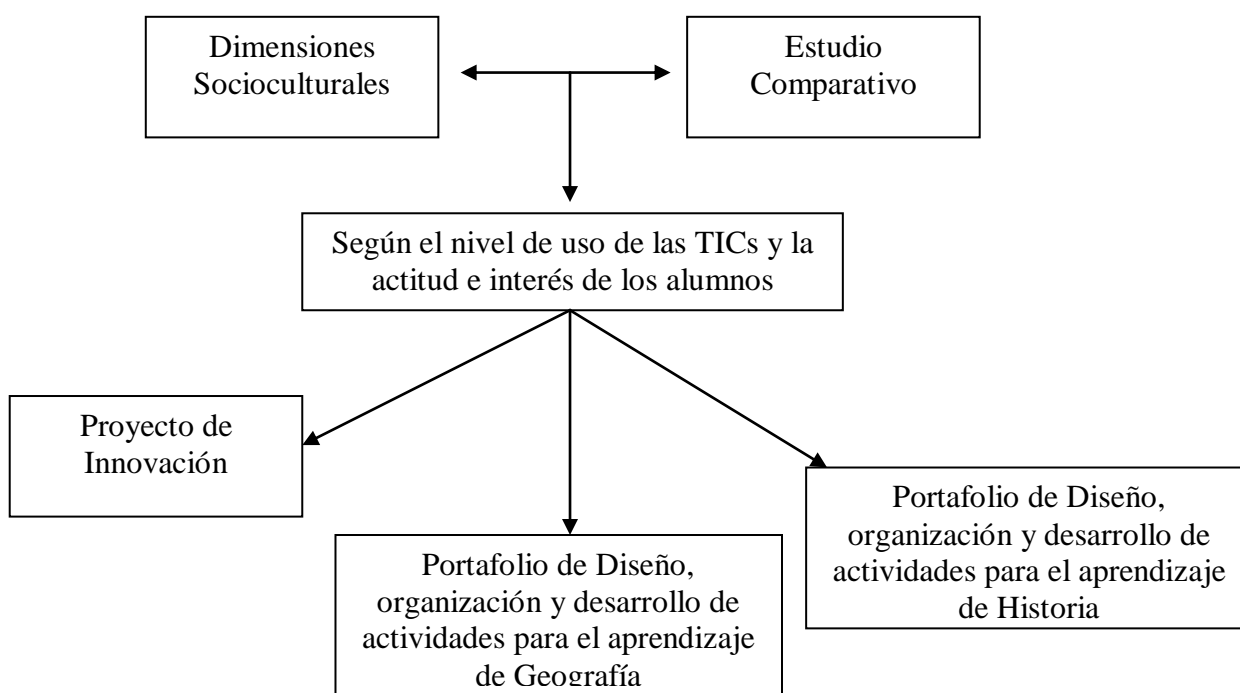 Dimensiones
Socioculturales
Estudio
Comparativo
Según el nivel de uso de las TICs y la
actitud e interés de los alumnos
Proyecto de
Innovación
Portafolio de Diseño,
organización y desarrollo de
actividades para el aprendizaje
de Geografía
Portafolio de Diseño,
organización y desarrollo de
actividades para el aprendizaje
de Historia